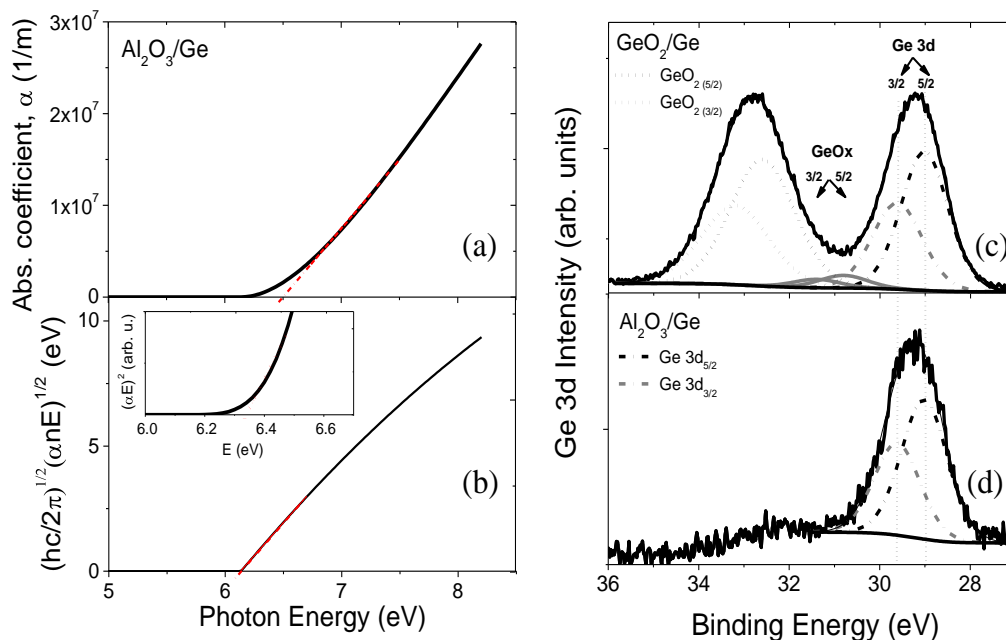 Al2O3/Ge
Abs. coefficient, α (1/m)
3x10^7
2x10^7
1x10^7
0
(a)
(hc/2π)^1/2(αnE)^1/2 (eV)
10
5
0
(αE)^2 (arb. u.)
6.0 6.2 6.4 6.6
E (eV)
(b)
5 6 7 8
Photon Energy (eV)
Ge 3d Intensity (arb. units)
GeO2/Ge
GeO2 (5/2)
GeO2 (3/2)
Ge 3d
3/2 5/2
GeOx
3/2 5/2
(c)
Al2O3/Ge
Ge 3d5/2
Ge 3d3/2
(d)
36 34 32 30 28
Binding Energy (eV)